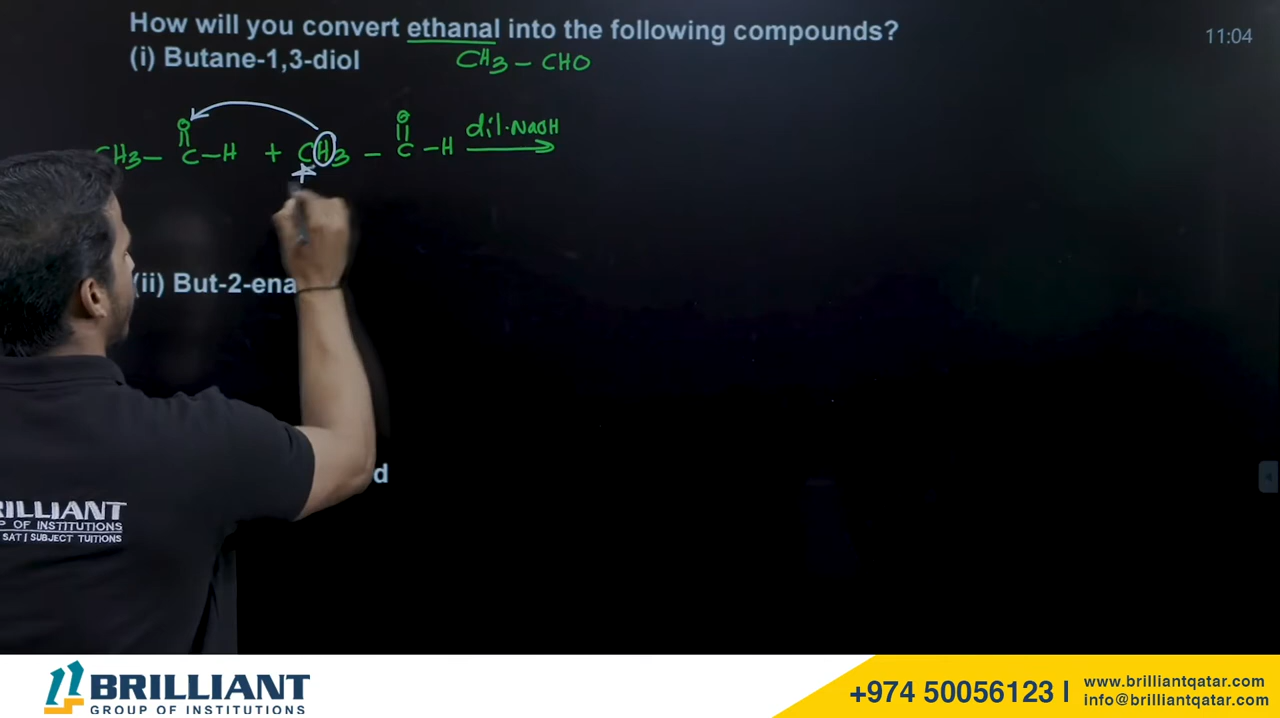 How will you convert ethanal into the following compounds?
11:04
(i) Butane-1,3-diol
CH3 – CHO
O O
CH3 – C – H + CH3 – C – H dil·NaOH
(ii) But-2-ena
d
RILLIANT
P OF INSTITUTIONS
SAT | SUBJECT TUITIONS
BRILLIANT
GROUP OF INSTITUTIONS
+974 50056123 |
www.brilliantqatar.com
info@brilliantqatar.com